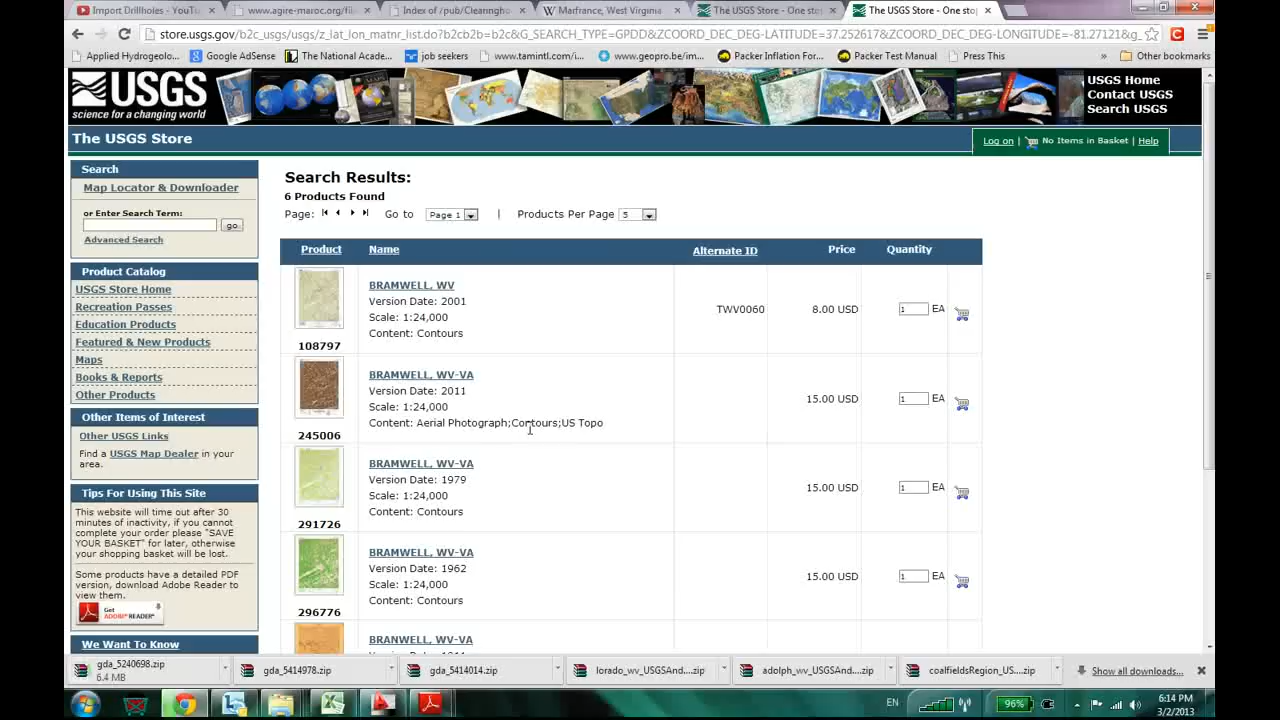 Import Drillholes - YouTu
www.agire-maroc.org/file
Index of /pub/Clearingho
Marfrance, West Virginia
The USGS Store - One stop
The USGS Store - One stop
store.usgs.gov/b2c_usgs/usgs/z_lat_lon_matnr_list.do?b2cb2b=b2x&G_SEARCH_TYPE=GPDD&ZCOORD_DEC_DEG-LATITUDE=37.252617&ZCOORD_DEC_DEG-LONGITUDE=-81.27121&g_
Applied Hydrogeolo... Google AdSense The National Acade... job seekers www.tamintl.com/... www.geopro.be/im... Packer Inflation For... Packer Test Manual Press This » Other bookmarks
USGS
science for a changing world
USGS Home
Contact USGS
Search USGS
The USGS Store
Log on | No Items in Basket | Help
Search
Map Locator & Downloader
or Enter Search Term:
go
Advanced Search
Product Catalog
USGS Store Home
Recreation Passes
Education Products
Featured & New Products
Maps
Books & Reports
Other Products
Other Items of Interest
Other USGS Links
Find a USGS Map Dealer in your
area.
Tips For Using This Site
This website will time out after 30
minutes of inactivity, if you cannot
complete your order please "SAVE
YOUR BASKET" for later, otherwise
your shopping basket will be lost.
Some products have a detailed PDF
version, download Adobe Reader to
view them.
Get
ADOBE READER
We Want To Know
Search Results:
6 Products Found
Page: Go to Page 1 | Products Per Page 5
Product Name Alternate ID Price Quantity
BRAMWELL, WV
Version Date: 2001
Scale: 1:24,000
Content: Contours
108797
TWV0060 8.00 USD 1 EA
BRAMWELL, WV-VA
Version Date: 2011
Scale: 1:24,000
Content: Aerial Photograph;Contours;US Topo
245006
15.00 USD 1 EA
BRAMWELL, WV-VA
Version Date: 1979
Scale: 1:24,000
Content: Contours
291726
15.00 USD 1 EA
BRAMWELL, WV-VA
Version Date: 1962
Scale: 1:24,000
Content: Contours
296776
15.00 USD 1 EA
BRANWELL, WV-VA
gda_5240698.zip
6.4 MB
gda_5414978.zip
gda_5414014.zip
lorado_wv_USGSAnd....zip
adolph_wv_USGSAnd....zip
coalfieldsRegion_US....zip
Show all downloads...
EN
96%
6:14 PM
3/2/2013